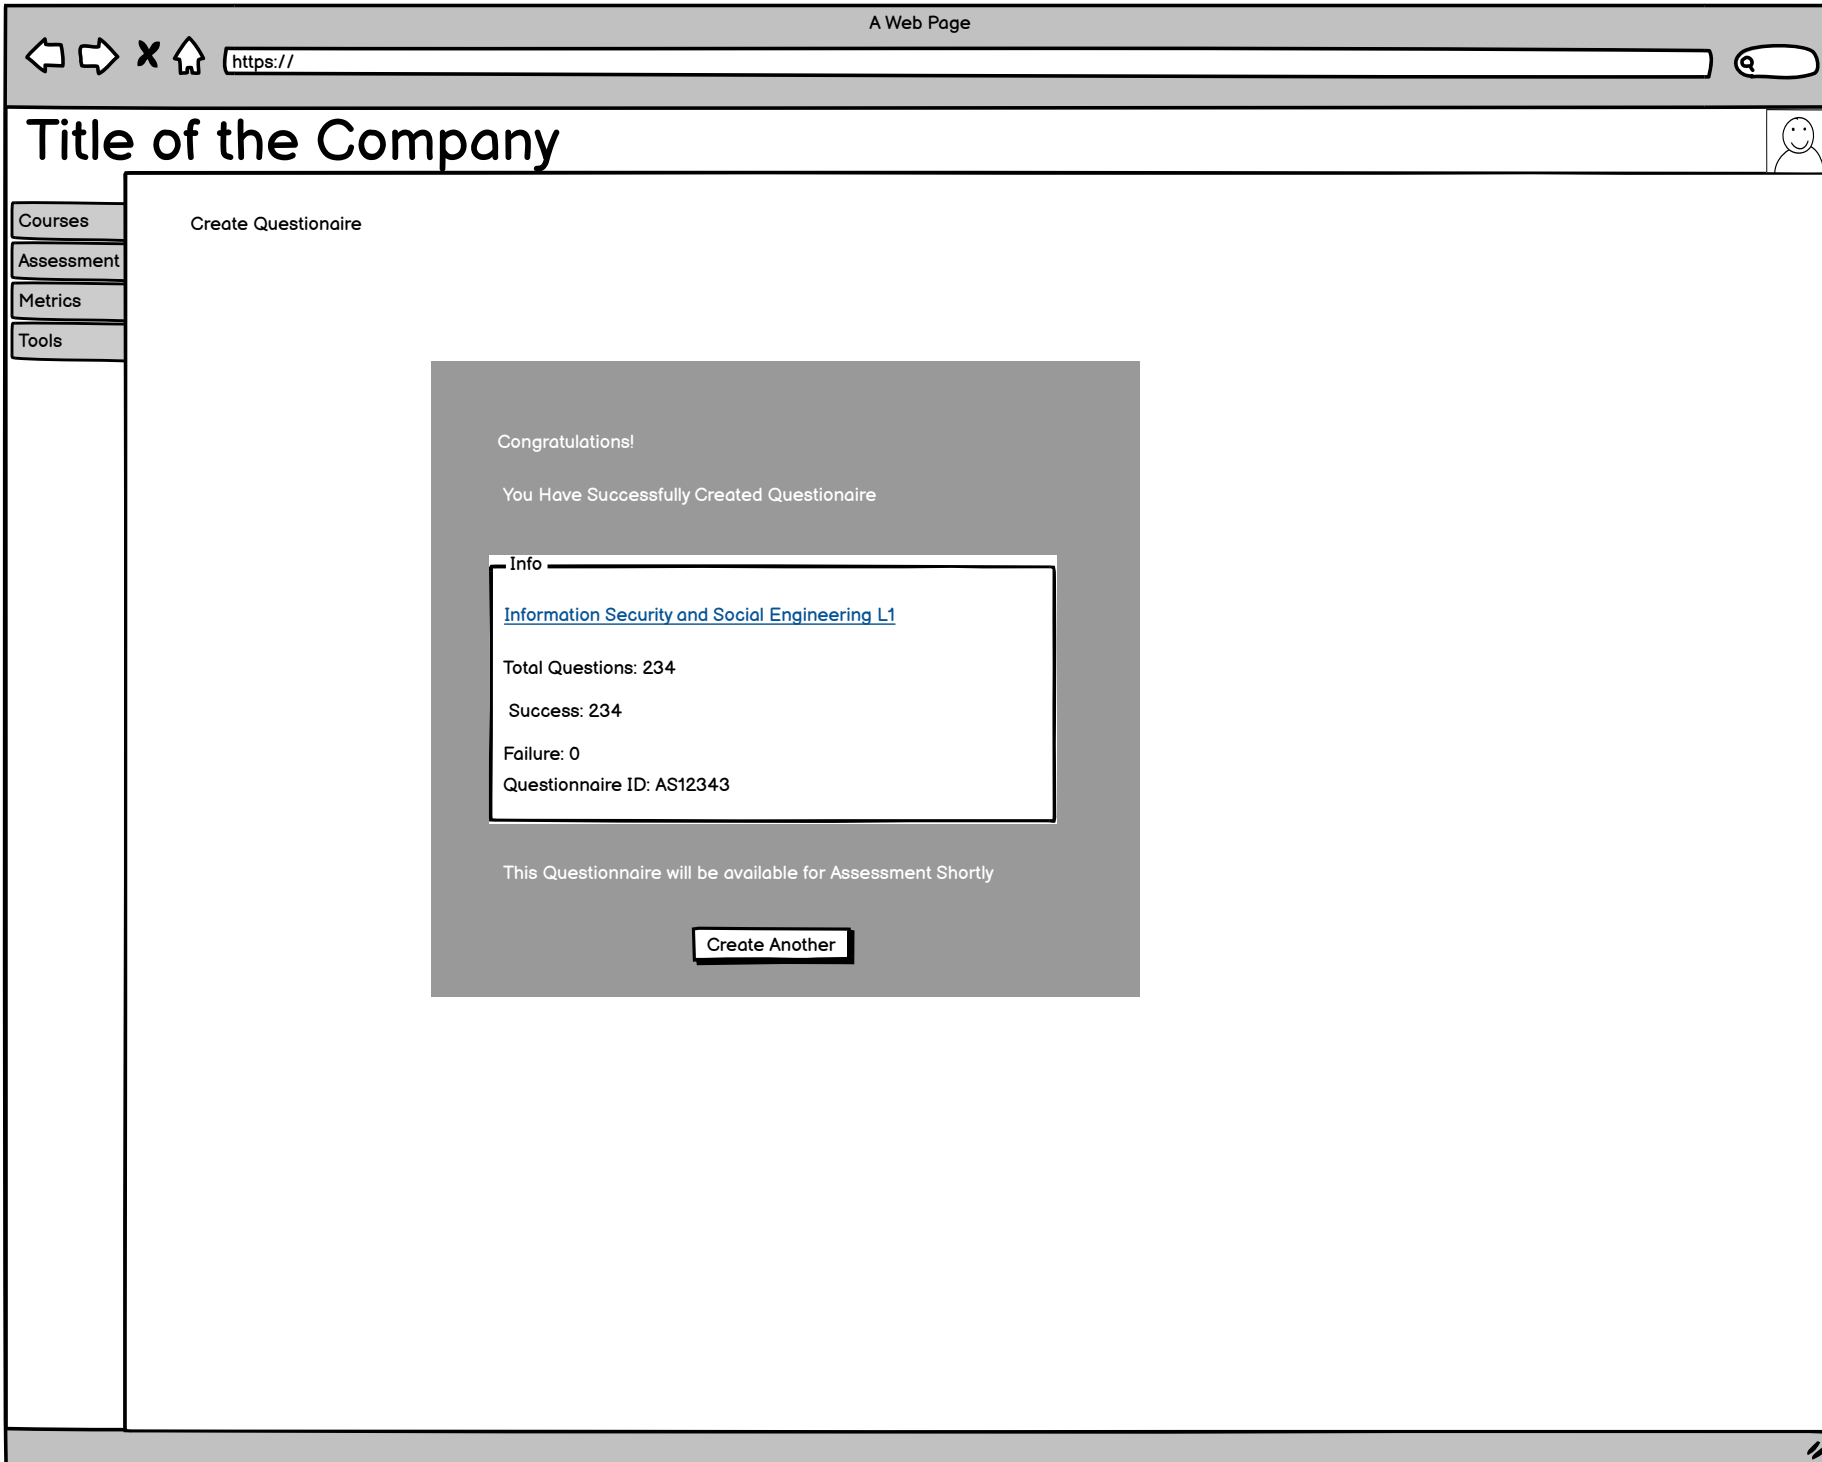 A Web Page
https://
Title of the Company
Courses
Create Questionaire
Assessment
Metrics
Tools
Congratulations!
You Have Successfully Created Questionaire
Info
Information Security and Social Engineering L1
Total Questions: 234
Success: 234
Failure: 0
Questionnaire ID: AS12343
This Questionnaire will be available for Assessment Shortly
Create Another